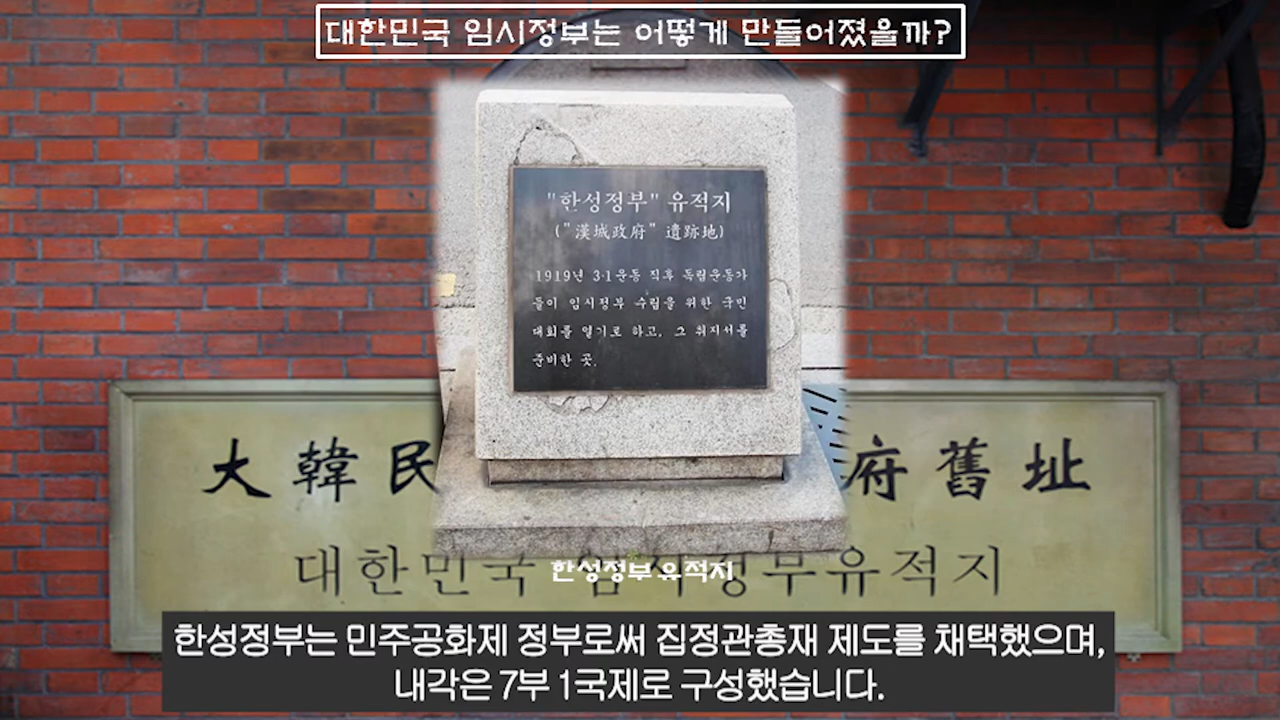 대한민국 임시정부는 어떻게 만들어졌을까?
"한성정부" 유적지
("漢城政府" 遺跡地)
1919년 3·1운동 직후 독립운동가
들이 임시정부 수립을 위한 국민
대회를 열기로 하고, 그 취지서를
준비한 곳.
大韓民 府舊址
대한민국 임시정부유적지
한성정부 유적지
한성정부는 민주공화제 정부로써 집정관총재 제도를 채택했으며,
내각은 7부 1국제로 구성했습니다.